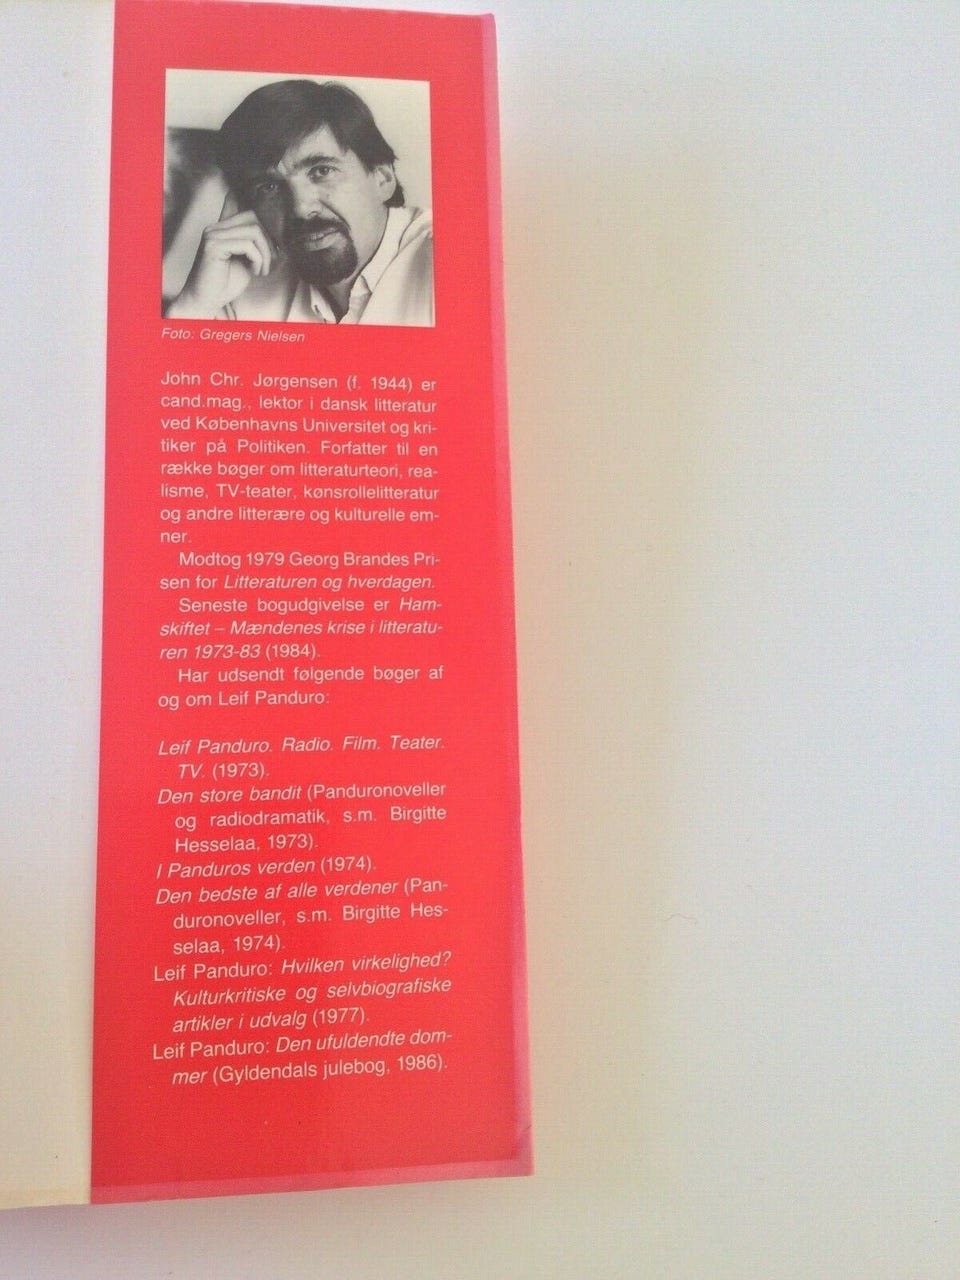 Foto: Gregers Nielsen
John Chr. Jørgensen (f. 1944) er
cand.mag., lektor i dansk litteratur
ved Københavns Universitet og kri-
tiker på Politiken. Forfatter til en
række bøger om litteraturteori, rea-
lisme, TV-teater, kønsrollelitteratur
og andre litterære og kulturelle em-
ner.
Modtog 1979 Georg Brandes Pri-
sen for Litteraturen og hverdagen.
Seneste bogudgivelse er Ham-
skiftet – Mændenes krise i litteratu-
ren 1973-83 (1984).
Har udsendt følgende bøger af
og om Leif Panduro:
Leif Panduro. Radio. Film. Teater.
TV. (1973).
Den store bandit (Panduronoveller
og radiodramatik, s.m. Birgitte
Hesselaa, 1973).
I Panduros verden (1974).
Den bedste af alle verdener (Pan-
duronoveller, s.m. Birgitte Hes-
selaa, 1974).
Leif Panduro: Hvilken virkelighed?
Kulturkritiske og selvbiografiske
artikler i udvalg (1977).
Leif Panduro: Den ufuldendte dom-
mer (Gyldendals julebog, 1986).